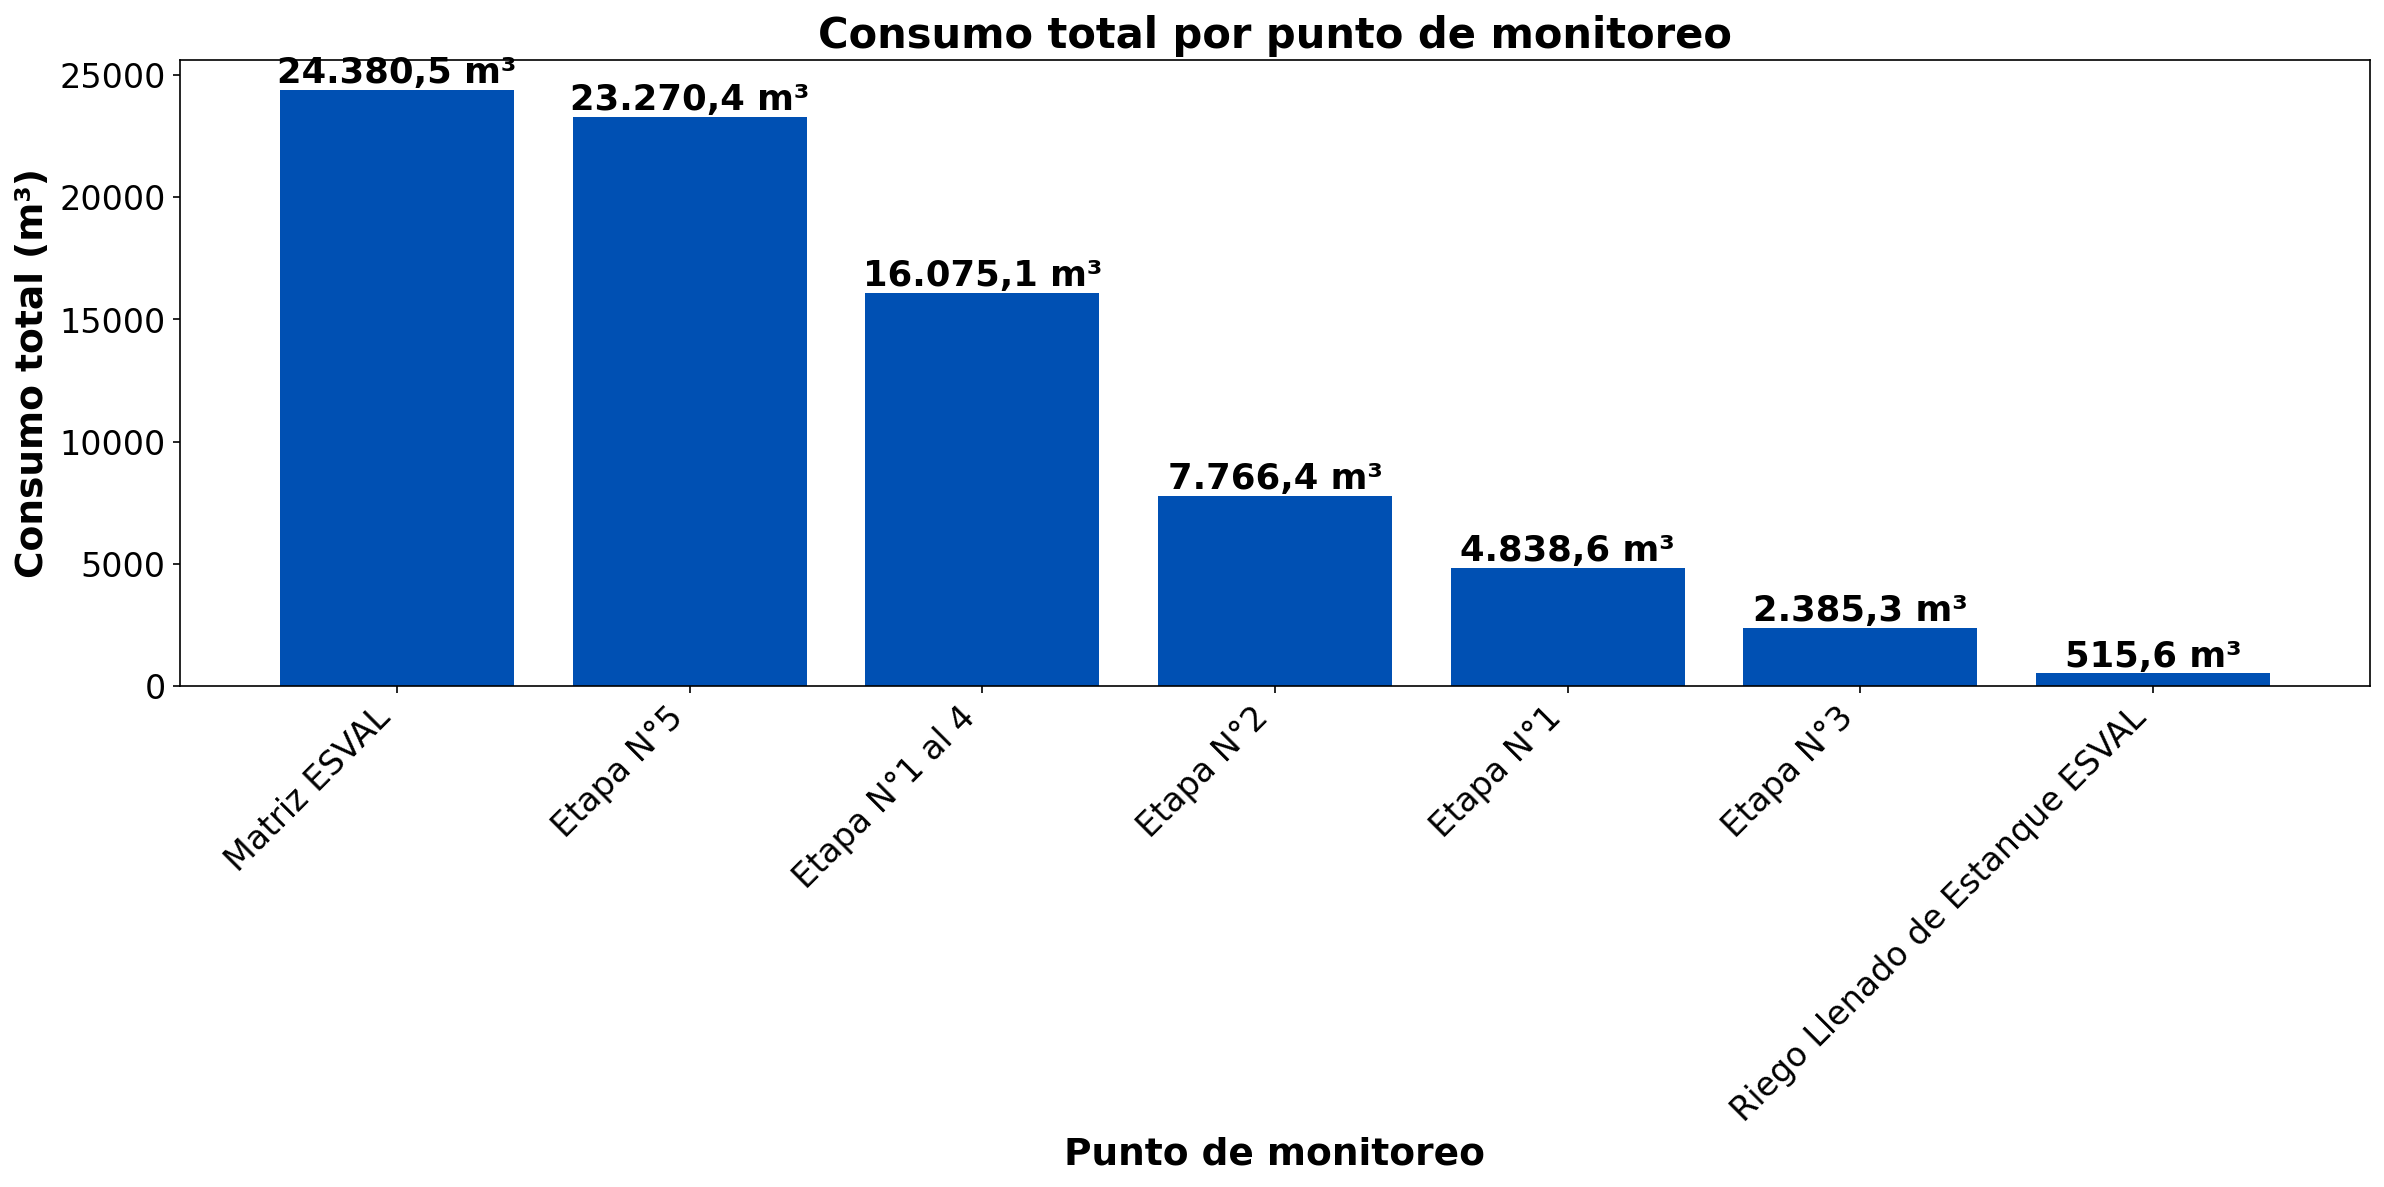 Consumo total por punto de monitoreo
Consumo total (m³)
25000
20000
15000
10000
5000
0
24.380,5 m³
23.270,4 m³
16.075,1 m³
7.766,4 m³
4.838,6 m³
2.385,3 m³
515,6 m³
Matriz ESVAL
Etapa N°5
Etapa N°1 al 4
Etapa N°2
Etapa N°1
Etapa N°3
Riego Llenado de Estanque ESVAL
Punto de monitoreo